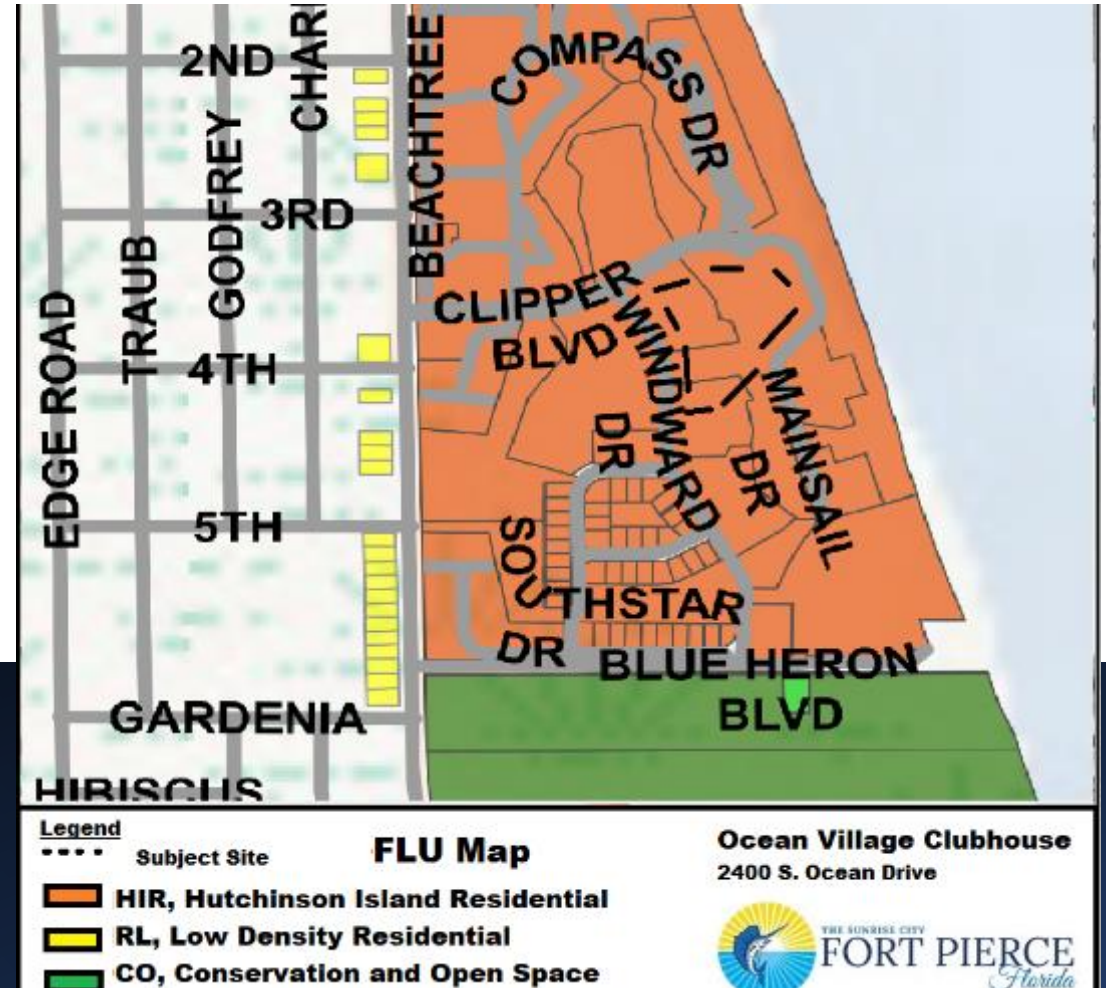 2ND
CHAR
BEACHTREE
COMPASS DR
GODFREY
3RD
TRAUB
EDGE ROAD
CLIPPER
BLVD
WINDWARD
DR
4TH
MAINSAIL
DR
5TH
SOUTHSTAR
DR
BLUE HERON
BLVD
GARDENIA
HIBISCUS
Legend
Subject Site
FLU Map
HIR, Hutchinson Island Residential
RL, Low Density Residential
CO, Conservation and Open Space
Ocean Village Clubhouse
2400 S. Ocean Drive
THE SUNRISE CITY
FORT PIERCE
Florida